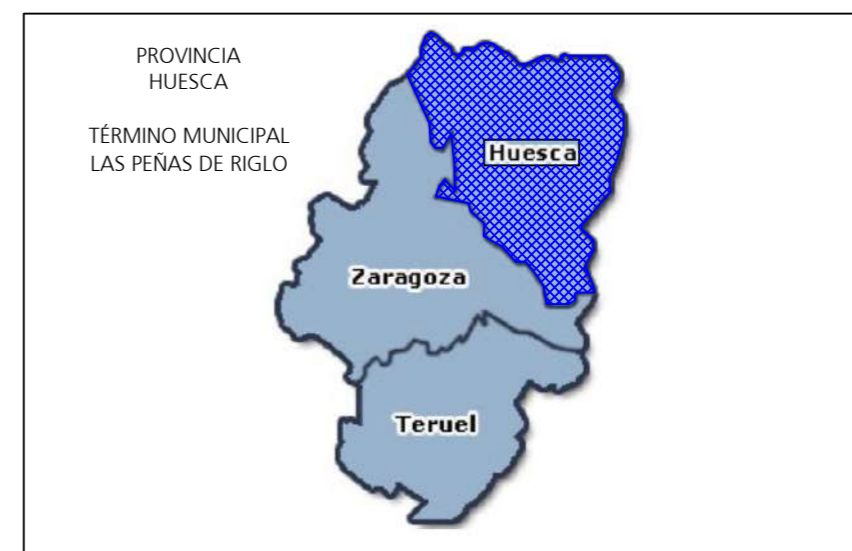 PROVINCIA
HUESCA
TÉRMINO MUNICIPAL
LAS PEÑAS DE RIGLO
Huesca
Zaragoza
Teruel